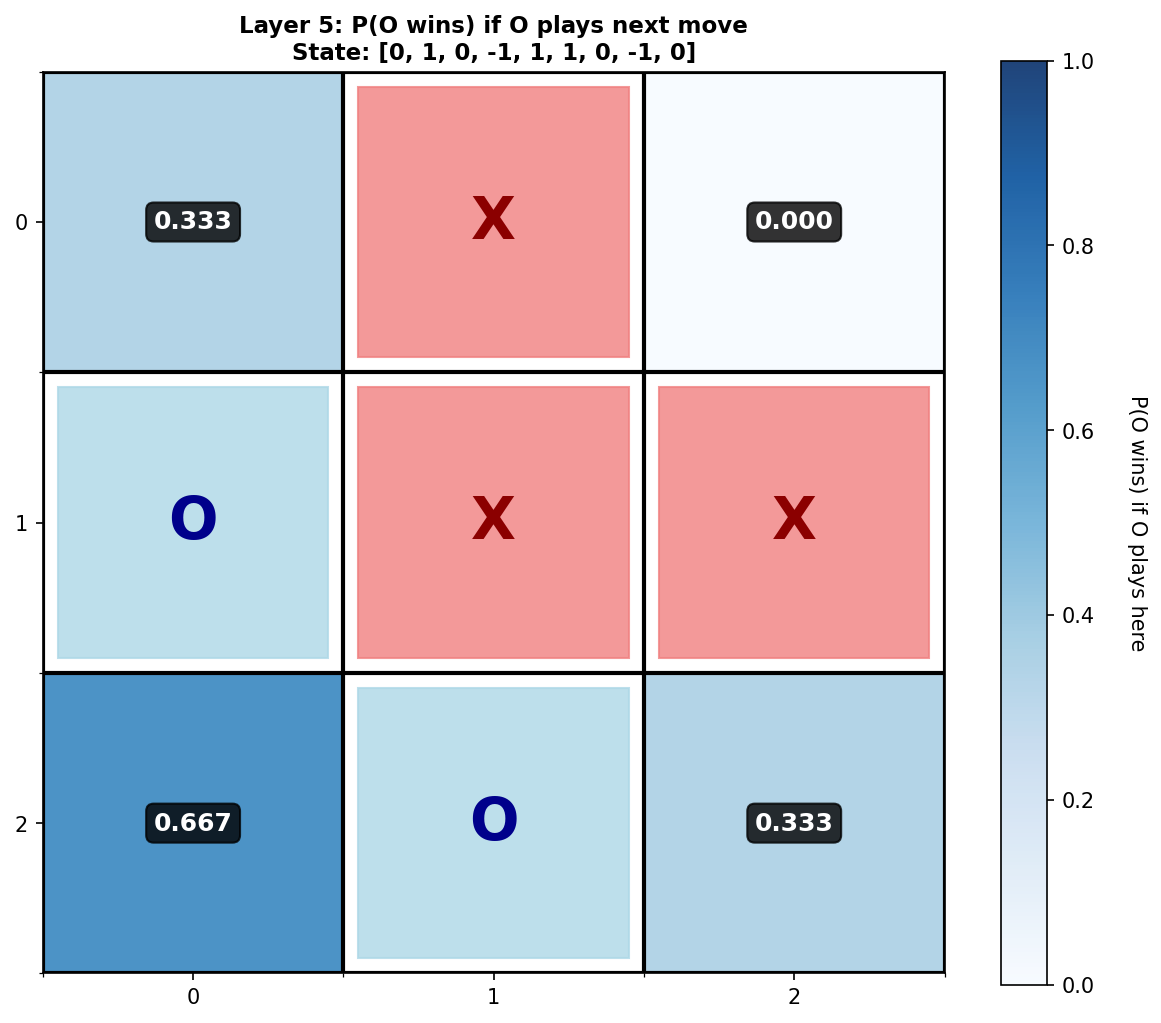 Layer 5: P(O wins) if O plays next move
State: [0, 1, 0, -1, 1, 1, 0, -1, 0]
0.333
X
0.000
O
X
X
0.667
O
0.333
0
1
2
0
1
2
1.0
0.8
0.6
0.4
0.2
0.0
P(O wins) if O plays here